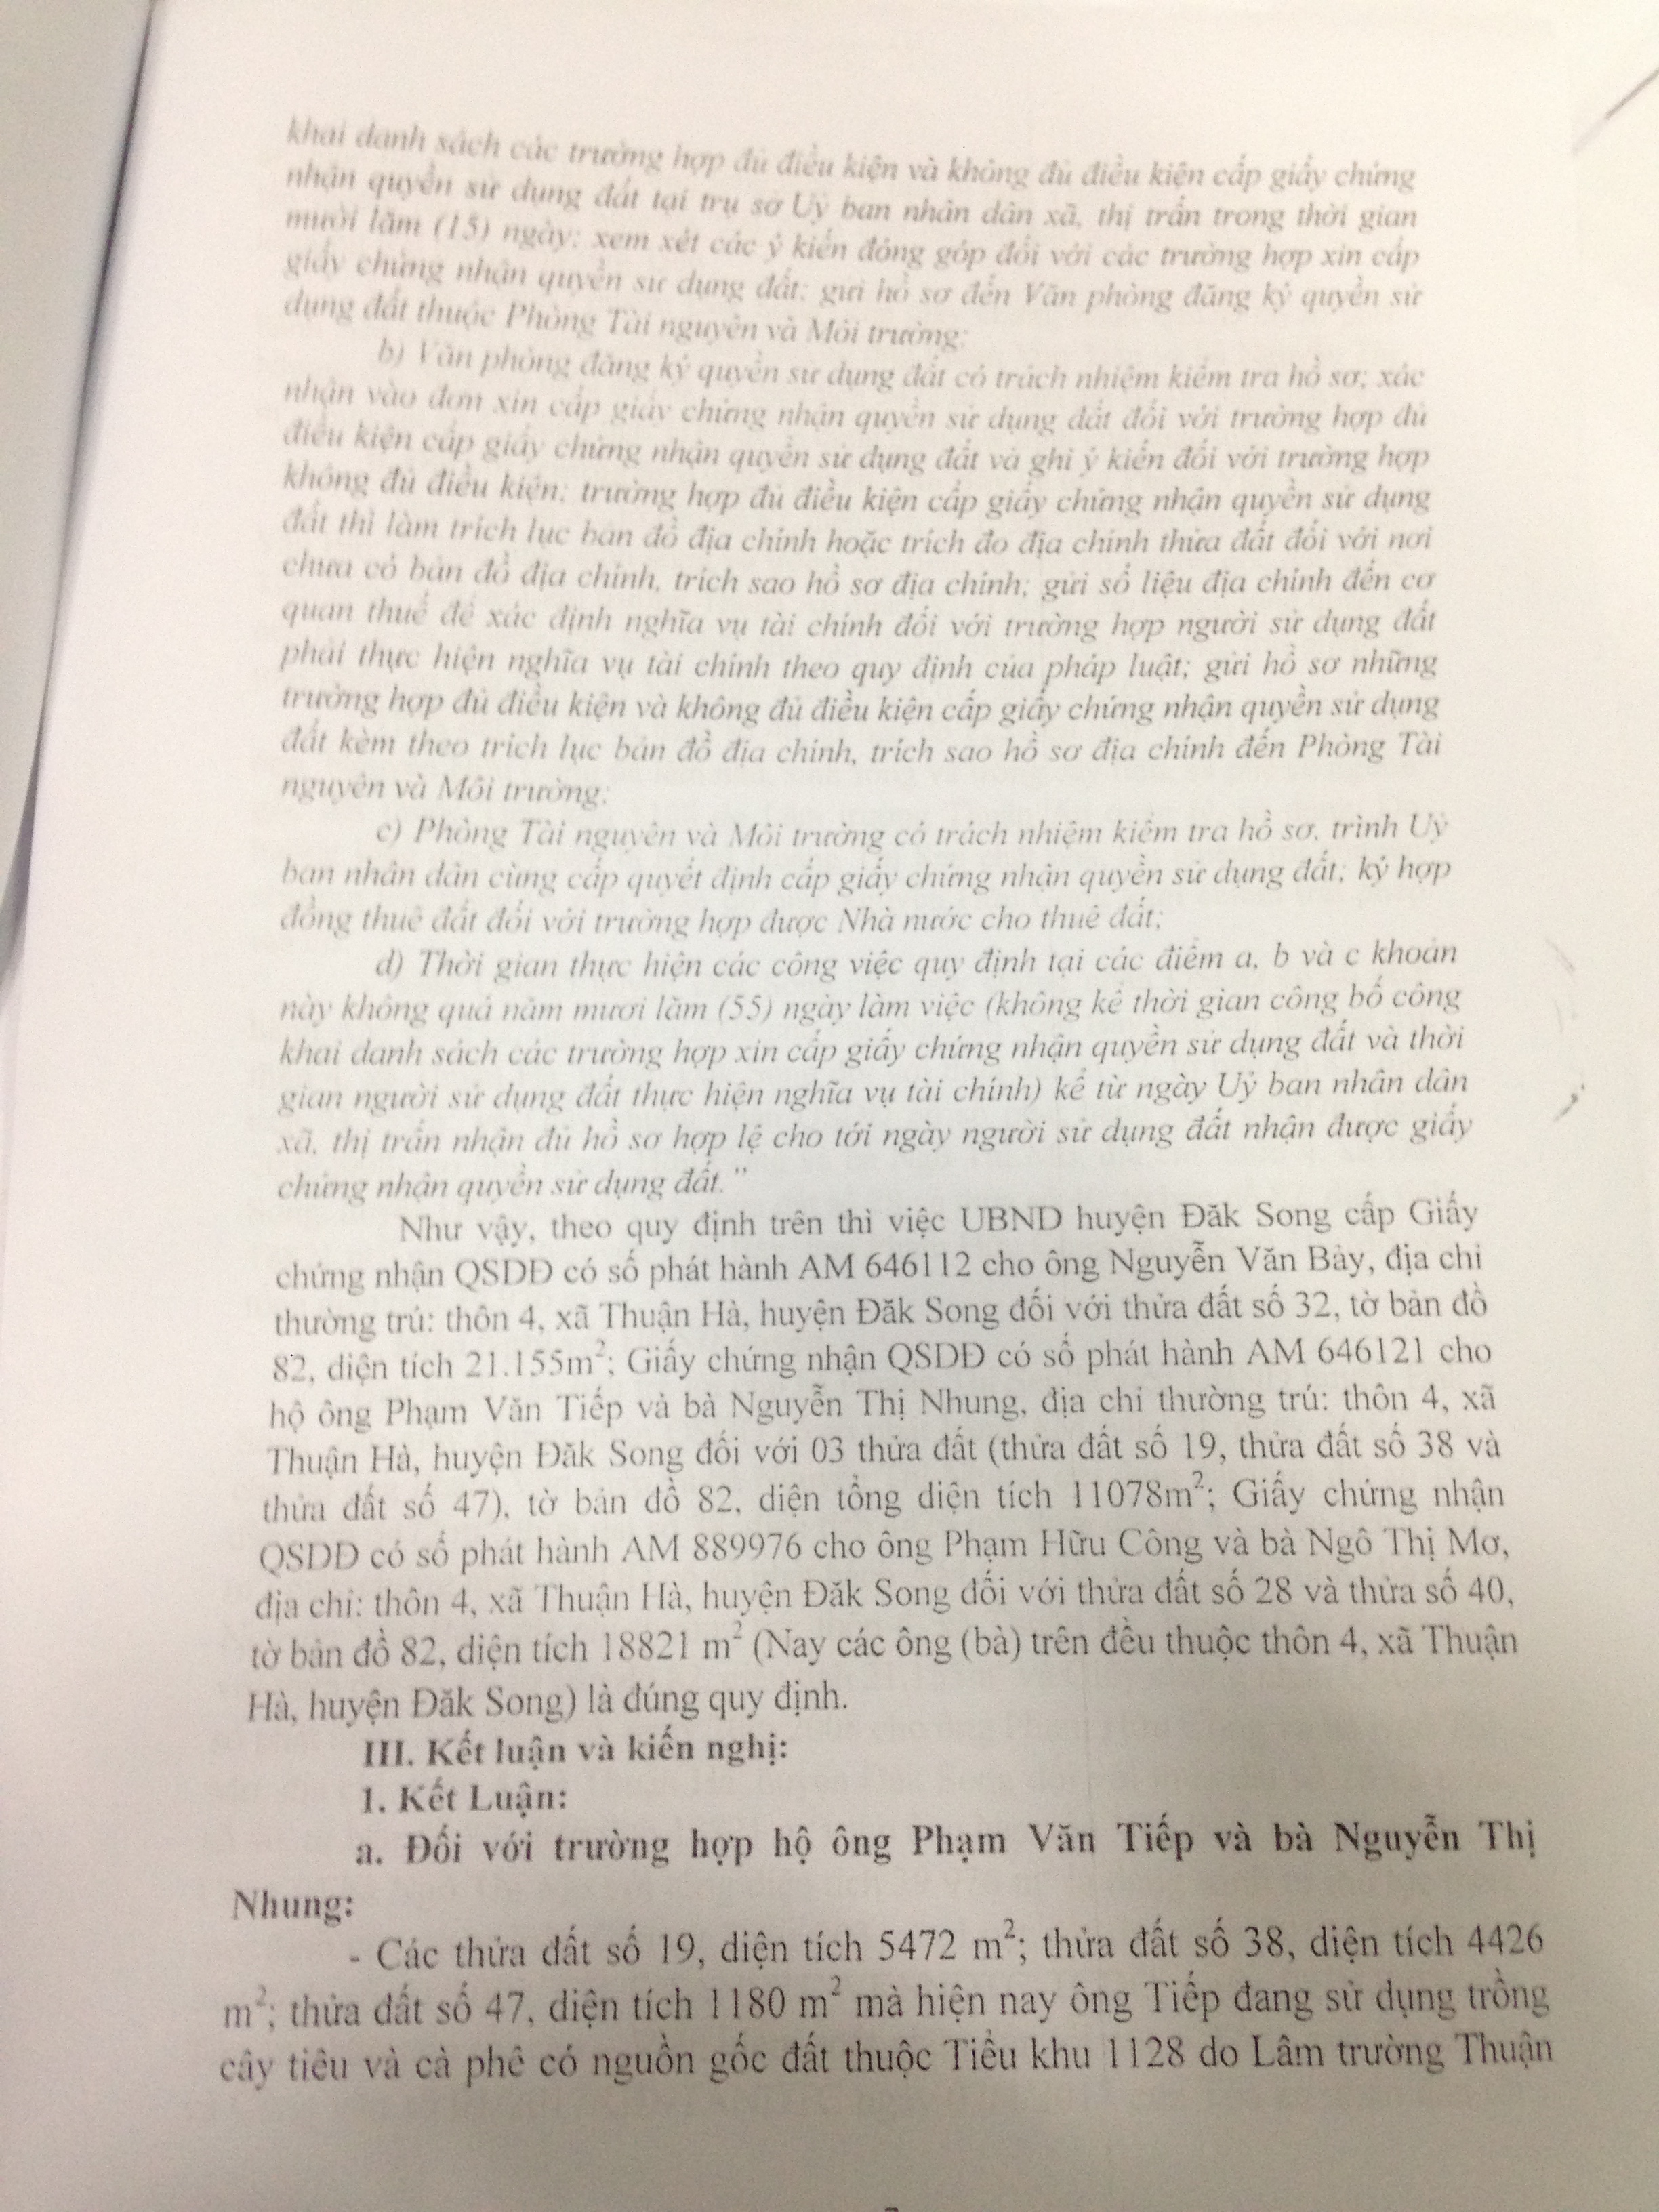 khai danh sách các trường hợp đủ điều kiện và không đủ điều kiện cấp giấy chứng
nhận quyền sử dụng đất tại trụ sở Uỷ ban nhân dân xã, thị trấn trong thời gian
mười lăm (15) ngày; xem xét các ý kiến đóng góp đối với các trường hợp xin cấp
giấy chứng nhận quyền sử dụng đất; gửi hồ sơ đến Văn phòng đăng ký quyền sử
dụng đất thuộc Phòng Tài nguyên và Môi trường;
b) Văn phòng đăng ký quyền sử dụng đất có trách nhiệm kiểm tra hồ sơ; xác
nhận vào đơn xin cấp giấy chứng nhận quyền sử dụng đất đối với trường hợp đủ
điều kiện cấp giấy chứng nhận quyền sử dụng đất và ghi ý kiến đối với trường hợp
không đủ điều kiện; trường hợp đủ điều kiện cấp giấy chứng nhận quyền sử dụng
đất thì làm trích lục bản đồ địa chính hoặc trích đo địa chính thửa đất đối với nơi
chưa có bản đồ địa chính, trích sao hồ sơ địa chính; gửi số liệu địa chính đến cơ
quan thuế để xác định nghĩa vụ tài chính đối với trường hợp người sử dụng đất
phải thực hiện nghĩa vụ tài chính theo quy định của pháp luật; gửi hồ sơ những
trường hợp đủ điều kiện và không đủ điều kiện cấp giấy chứng nhận quyền sử dụng
đất kèm theo trích lục bản đồ địa chính, trích sao hồ sơ địa chính đến Phòng Tài
nguyên và Môi trường;
c) Phòng Tài nguyên và Môi trường có trách nhiệm kiểm tra hồ sơ, trình Uỷ
ban nhân dân cùng cấp quyết định cấp giấy chứng nhận quyền sử dụng đất; ký hợp
đồng thuê đất đối với trường hợp được Nhà nước cho thuê đất;
d) Thời gian thực hiện các công việc quy định tại các điểm a, b và c khoản
này không quá năm mươi lăm (55) ngày làm việc (không kể thời gian công bố công
khai danh sách các trường hợp xin cấp giấy chứng nhận quyền sử dụng đất và thời
gian người sử dụng đất thực hiện nghĩa vụ tài chính) kể từ ngày Uỷ ban nhân dân
xã, thị trấn nhận đủ hồ sơ hợp lệ cho tới ngày người sử dụng đất nhận được giấy
chứng nhận quyền sử dụng đất."
Như vậy, theo quy định trên thì việc UBND huyện Đăk Song cấp Giấy
chứng nhận QSDĐ có số phát hành AM 646112 cho ông Nguyễn Văn Bảy, địa chỉ
thường trú: thôn 4, xã Thuận Hà, huyện Đăk Song đối với thửa đất số 32, tờ bản đồ
82, diện tích 21.155m²; Giấy chứng nhận QSDĐ có số phát hành AM 646121 cho
hộ ông Phạm Văn Tiếp và bà Nguyễn Thị Nhung, địa chỉ thường trú: thôn 4, xã
Thuận Hà, huyện Đăk Song đối với 03 thửa đất (thửa đất số 19, thửa đất số 38 và
thửa đất số 47), tờ bản đồ 82, diện tổng diện tích 11078m²; Giấy chứng nhận
QSDĐ có số phát hành AM 889976 cho ông Phạm Hữu Công và bà Ngô Thị Mơ,
địa chỉ: thôn 4, xã Thuận Hà, huyện Đăk Song đối với thửa đất số 28 và thửa số 40,
tờ bản đồ 82, diện tích 18821 m² (Nay các ông (bà) trên đều thuộc thôn 4, xã Thuận
Hà, huyện Đăk Song) là đúng quy định.
III. Kết luận và kiến nghị:
1. Kết Luận:
a. Đối với trường hợp hộ ông Phạm Văn Tiếp và bà Nguyễn Thị
Nhung:
- Các thửa đất số 19, diện tích 5472 m²; thửa đất số 38, diện tích 4426
m²; thửa đất số 47, diện tích 1180 m² mà hiện nay ông Tiếp đang sử dụng trồng
cây tiêu và cà phê có nguồn gốc đất thuộc Tiểu khu 1128 do Lâm trường Thuận